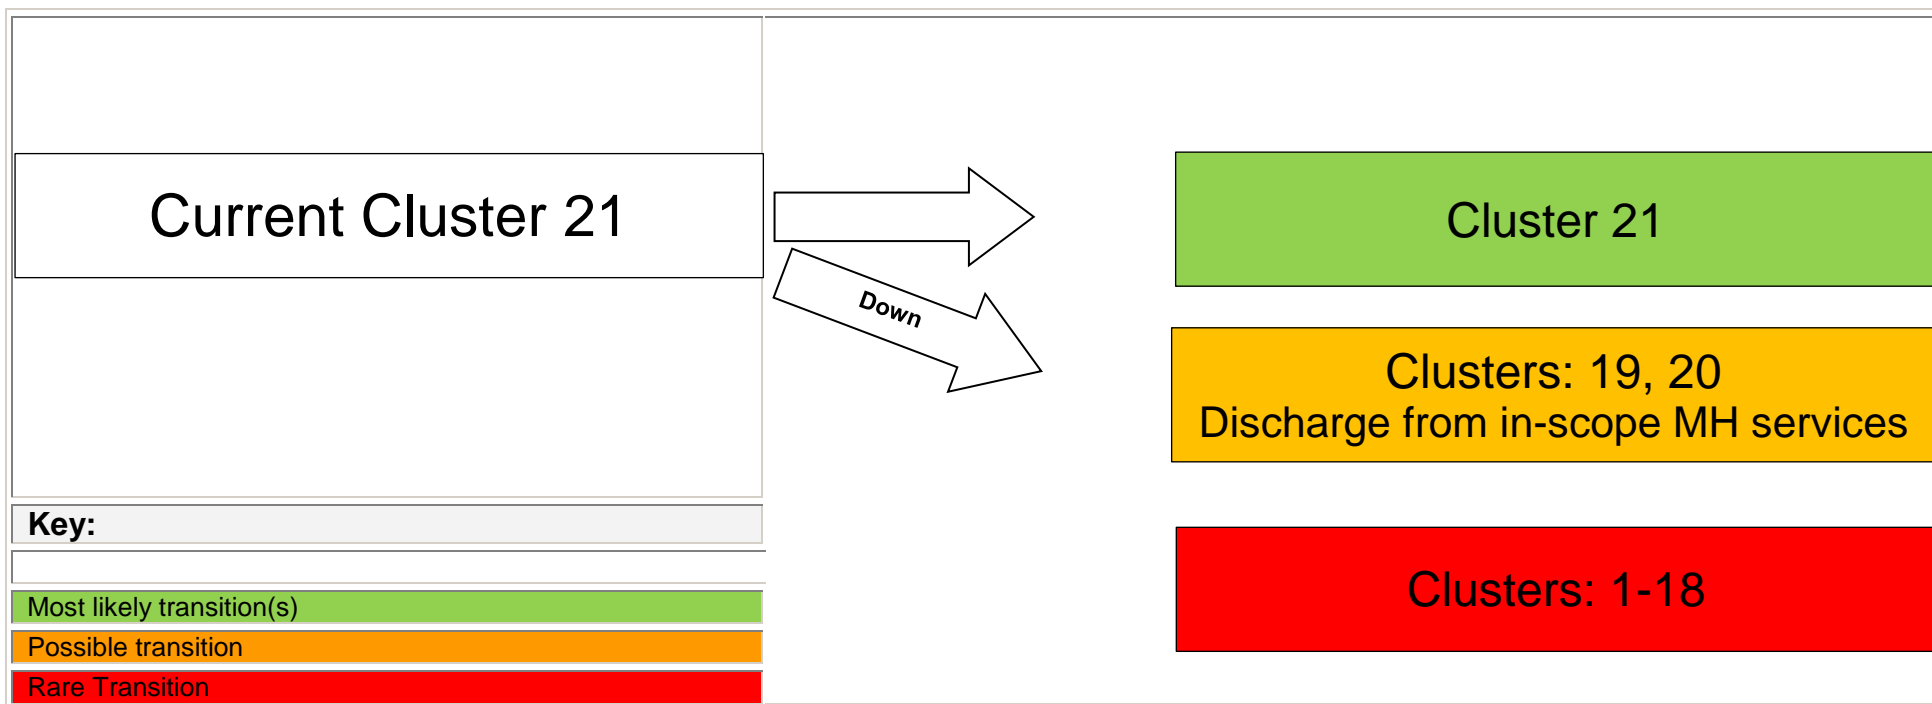 Current Cluster 21
Down
Cluster 21
Clusters: 19, 20
Discharge from in-scope MH services
Clusters: 1-18
Key:
Most likely transition(s)
Possible transition
Rare Transition